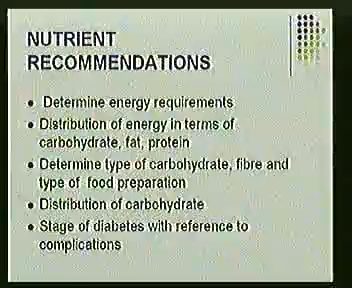 NUTRIENT
RECOMMENDATIONS
• Determine energy requirements
• Distribution of energy in terms of
carbohydrate, fat, protein
• Determine type of carbohydrate, fibre and
type of food preparation
• Distribution of carbohydrate
• Stage of diabetes with reference to
complications